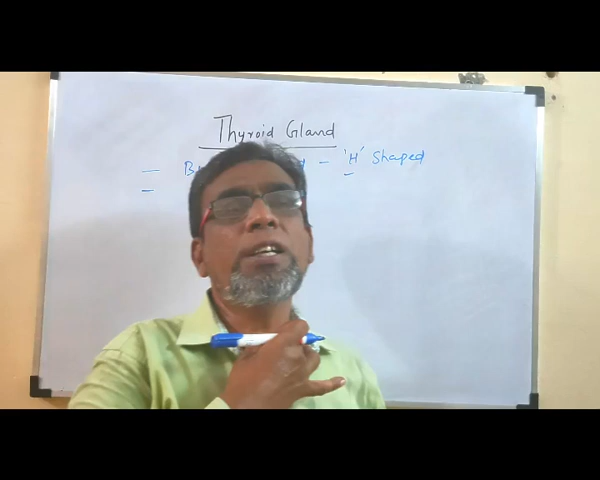 Thyroid Gland
— - 'H' Shaped
—